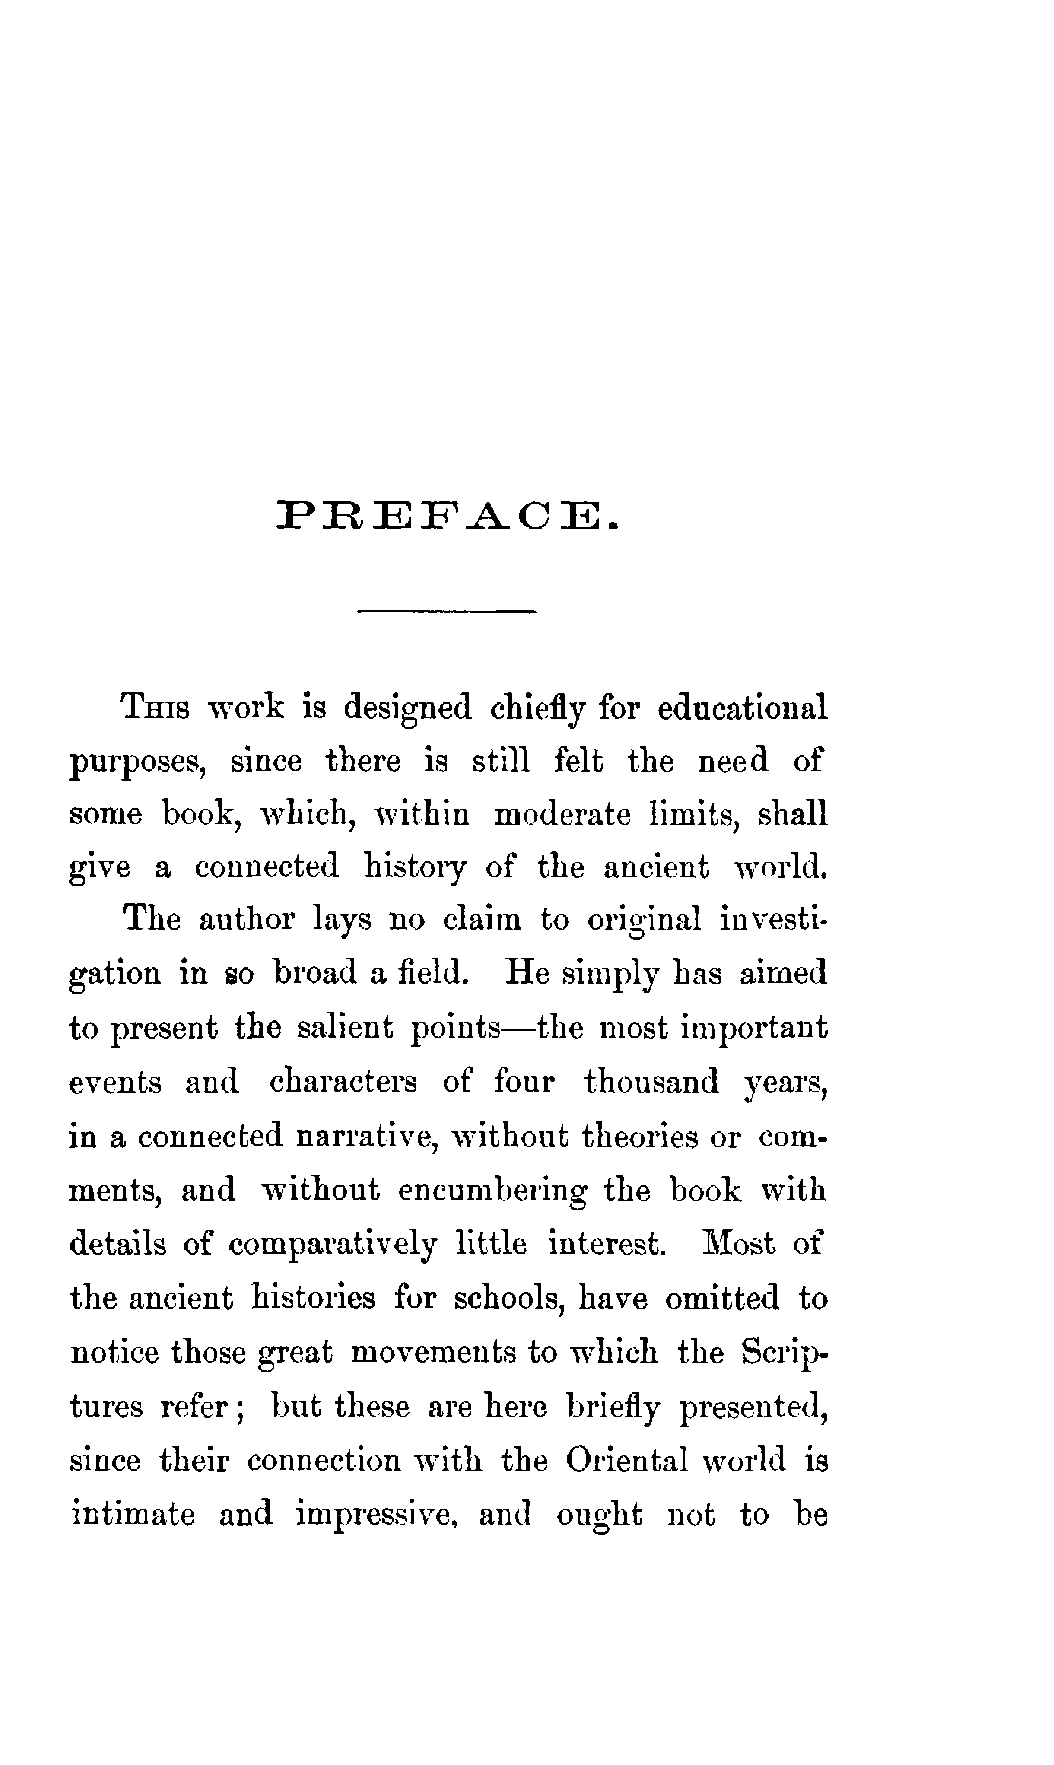 PREFACE.
This work is designed chiefly for educational
purposes, since there is still felt the need of
some book, which, within moderate limits, shall
give a connected history of the ancient world.
The author lays no claim to original investi-
gation in so broad a field. He simply has aimed
to present the salient points—the most important
events and characters of four thousand years,
in a connected narrative, without theories or com-
ments, and without encumbering the book with
details of comparatively little interest. Most of
the ancient histories for schools, have omitted to
notice those great movements to which the Scrip-
tures refer; but these are here briefly presented,
since their connection with the Oriental world is
intimate and impressive, and ought not to be